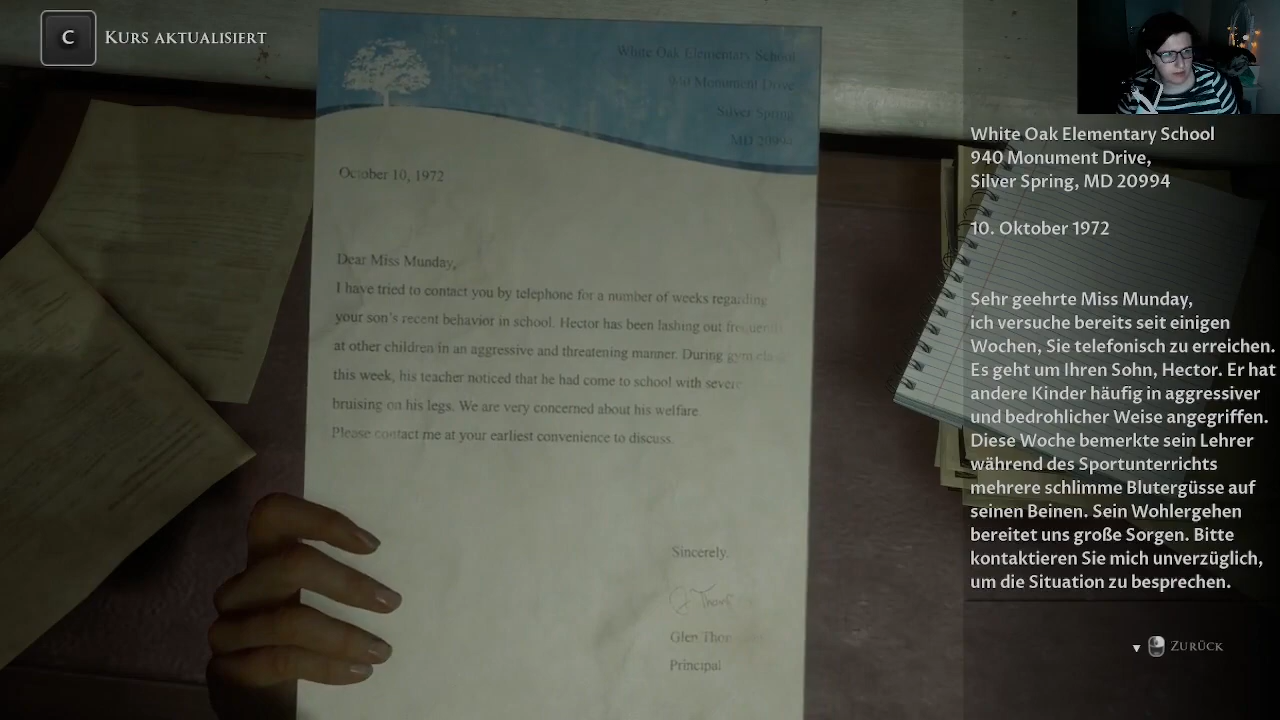 C
KURS AKTUALISIERT
White Oak Elementary School
940 Monument Drive
Silver Spring
MD 20994
October 10, 1972
Dear Miss Munday,
I have tried to contact you by telephone for a number of weeks regarding
your son's recent behavior in school. Hector has been lashing out frequently
at other children in an aggressive and threatening manner. During gym class
this week, his teacher noticed that he had come to school with severe
bruising on his legs. We are very concerned about his welfare.
Please contact me at your earliest convenience to discuss.
Sincerely,
Glen
Principal
White Oak Elementary School
940 Monument Drive,
Silver Spring, MD 20994
10. Oktober 1972
Sehr geehrte Miss Munday,
ich versuche bereits seit einigen
Wochen, Sie telefonisch zu erreichen.
Es geht um Ihren Sohn, Hector. Er hat
andere Kinder häufig in aggressiver
und bedrohlicher Weise angegriffen.
Diese Woche bemerkte sein Lehrer
während des Sportunterrichts
mehrere schlimme Blutergüsse auf
seinen Beinen. Sein Wohlergehen
bereitet uns große Sorgen. Bitte
kontaktieren Sie mich unverzüglich,
um die Situation zu besprechen.
ZURÜCK